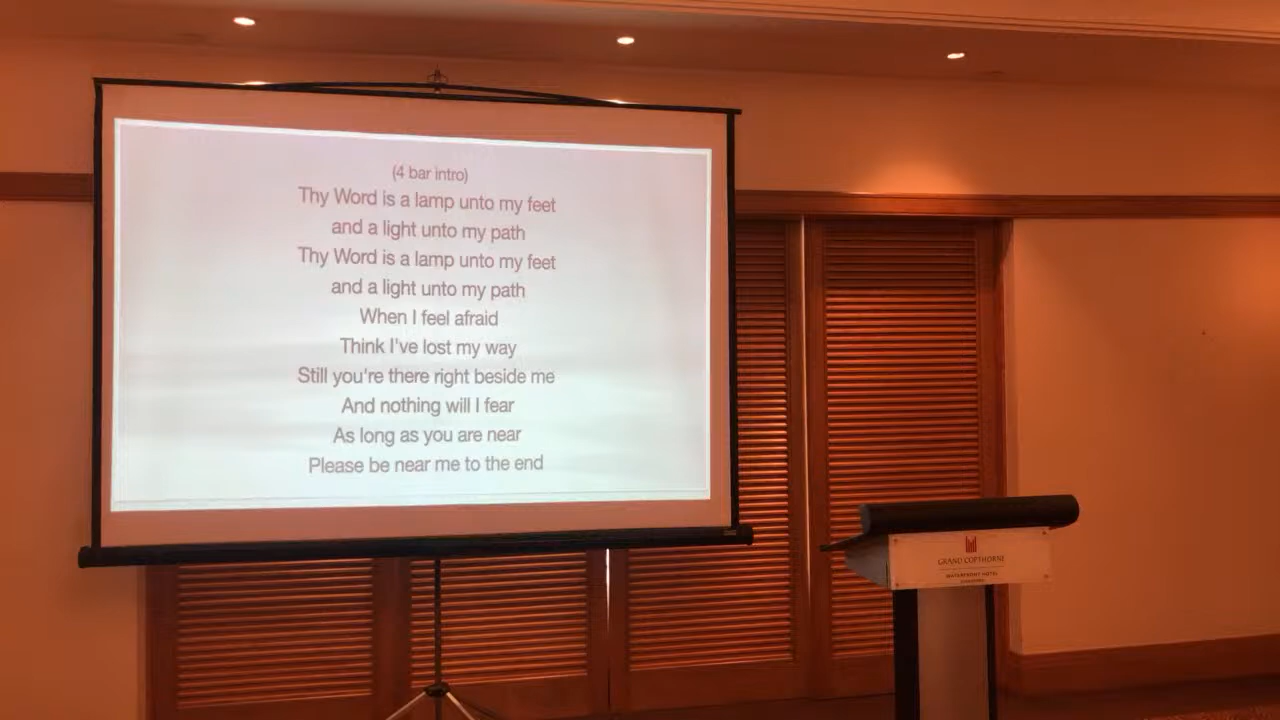 (4 bar intro)
Thy Word is a lamp unto my feet
and a light unto my path
Thy Word is a lamp unto my feet
and a light unto my path
When I feel afraid
Think I've lost my way
Still you're there right beside me
And nothing will I fear
As long as you are near
Please be near me to the end
GRAND COPTHORNE
WATERFRONT HOTEL